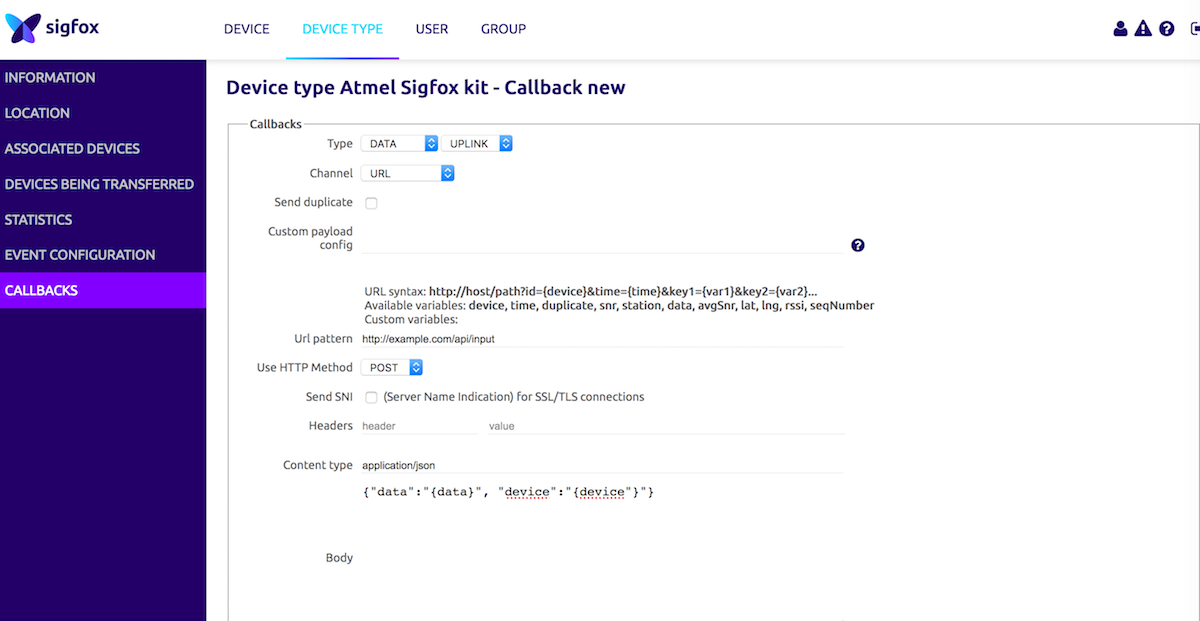 sigfox
DEVICE DEVICE TYPE USER GROUP
INFORMATION
LOCATION
ASSOCIATED DEVICES
DEVICES BEING TRANSFERRED
STATISTICS
EVENT CONFIGURATION
CALLBACKS
Device type Atmel Sigfox kit - Callback new
Callbacks
Type DATA UPLINK
Channel URL
Send duplicate
Custom payload
config
?
URL syntax: http://host/path?id={device}&time={time}&key1={var1}&key2={var2}...
Available variables: device, time, duplicate, snr, station, data, avgSnr, lat, lng, rssi, seqNumber
Custom variables:
Url pattern http://example.com/api/input
Use HTTP Method POST
Send SNI (Server Name Indication) for SSL/TLS connections
Headers header value
Content type application/json
{"data":"{data}", "device":"{device"}"}
Body